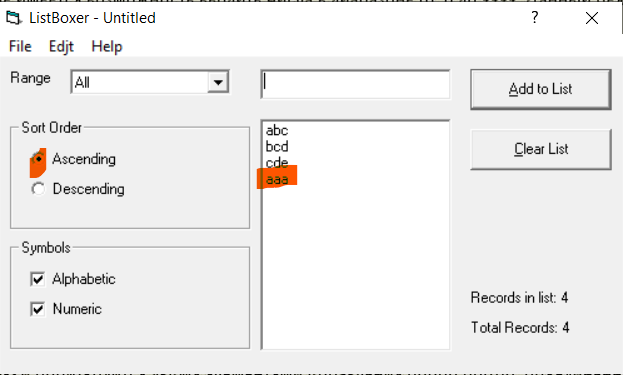 ListBoxer - Untitled
File Edjt Help
Range All Add to List
Sort Order
Ascending
Descending
abc
bcd
cde
aaa
Clear List
Symbols
Alphabetic
Numeric
Records in list: 4
Total Records: 4